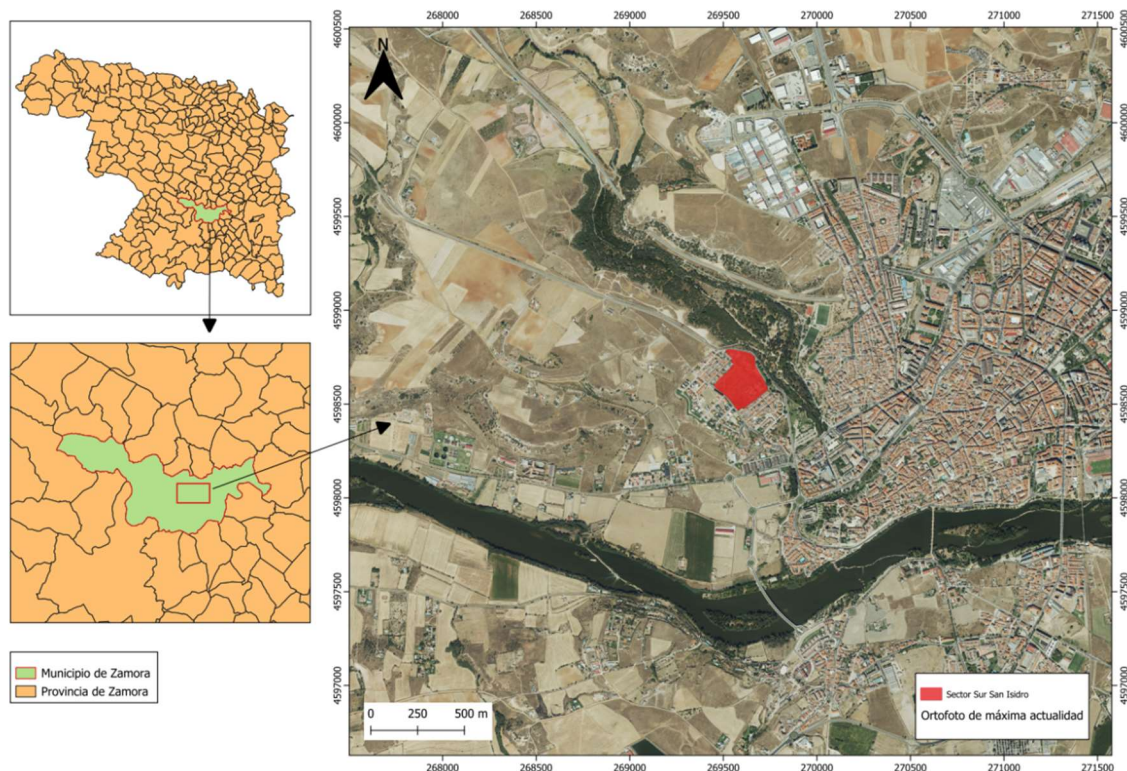 268000 268500 269000 269500 270000 270500 271000 271500
4600500
4600000
4599500
4599000
4598500
4598000
4597500
4597000
N
4600500
4600000
4599500
4599000
4598500
4598000
4597500
4597000
Municipio de Zamora
Provincia de Zamora
0 250 500 m
Sector Sur San Isidro
Ortofoto de máxima actualidad
268000 268500 269000 269500 270000 270500 271000 271500